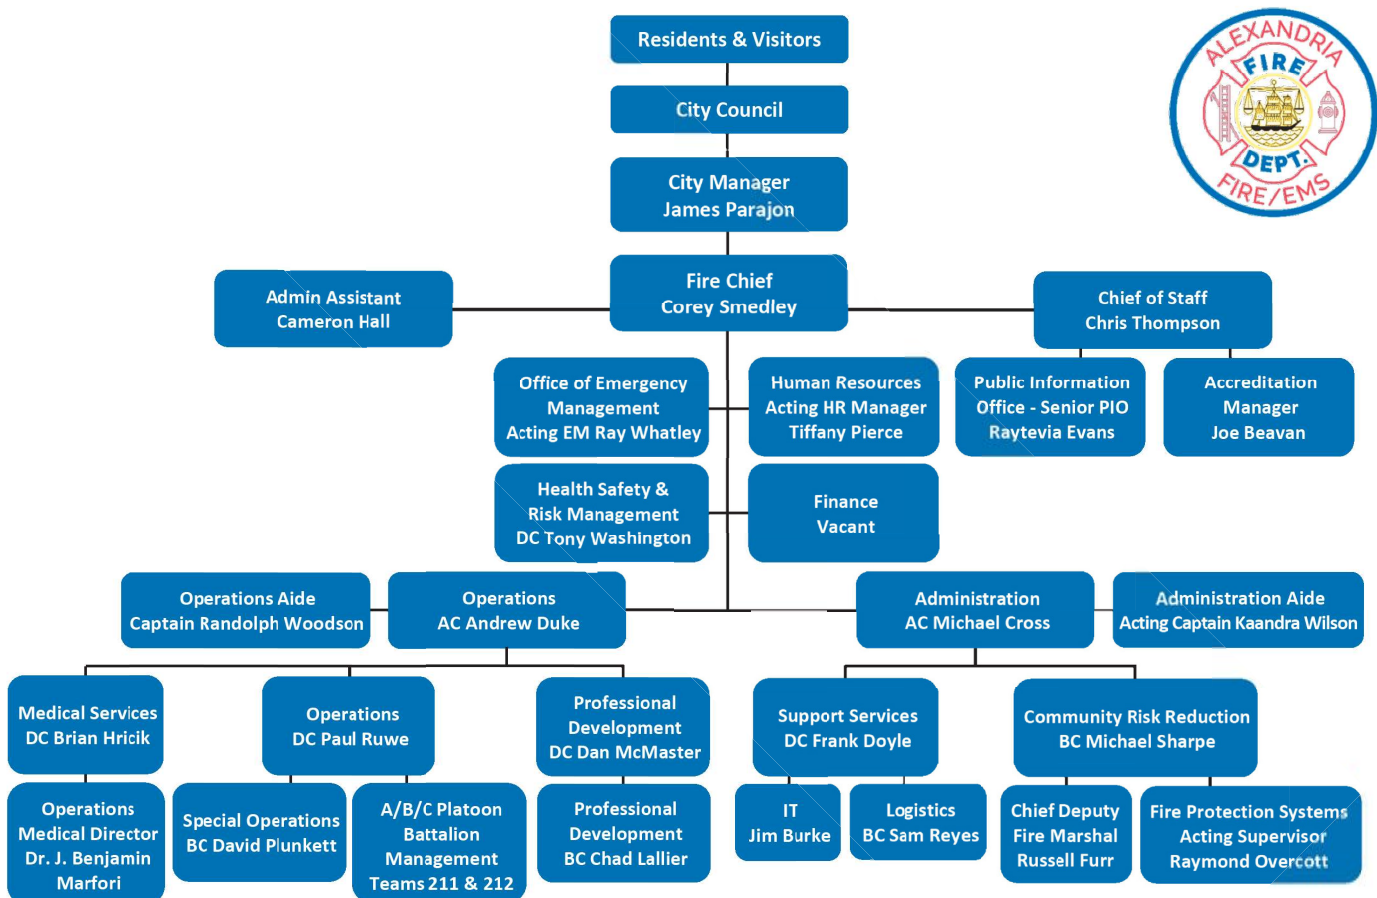 Residents & Visitors
ALEXANDRIA
FIRE
DEPT.
FIRE/EMS
City Council
City Manager
James Parajon
Fire Chief
Corey Smedley
Admin Assistant
Cameron Hall
Chief of Staff
Chris Thompson
Office of Emergency
Management
Acting EM Ray Whatley
Human Resources
Acting HR Manager
Tiffany Pierce
Public Information
Office - Senior PIO
Raytevia Evans
Accreditation
Manager
Joe Beavan
Health Safety &
Risk Management
DC Tony Washington
Finance
Vacant
Operations Aide
Captain Randolph Woodson
Operations
AC Andrew Duke
Administration
AC Michael Cross
Administration Aide
Acting Captain Kaandra Wilson
Medical Services
DC Brian Hricik
Operations
DC Paul Ruwe
Professional
Development
DC Dan McMaster
Support Services
DC Frank Doyle
Community Risk Reduction
BC Michael Sharpe
Operations
Medical Director
Dr. J. Benjamin
Marfori
Special Operations
BC David Plunkett
A/B/C Platoon
Battalion
Management
Teams 211 & 212
Professional
Development
BC Chad Lallier
IT
Jim Burke
Logistics
BC Sam Reyes
Chief Deputy
Fire Marshal
Russell Furr
Fire Protection Systems
Acting Supervisor
Raymond Overcott